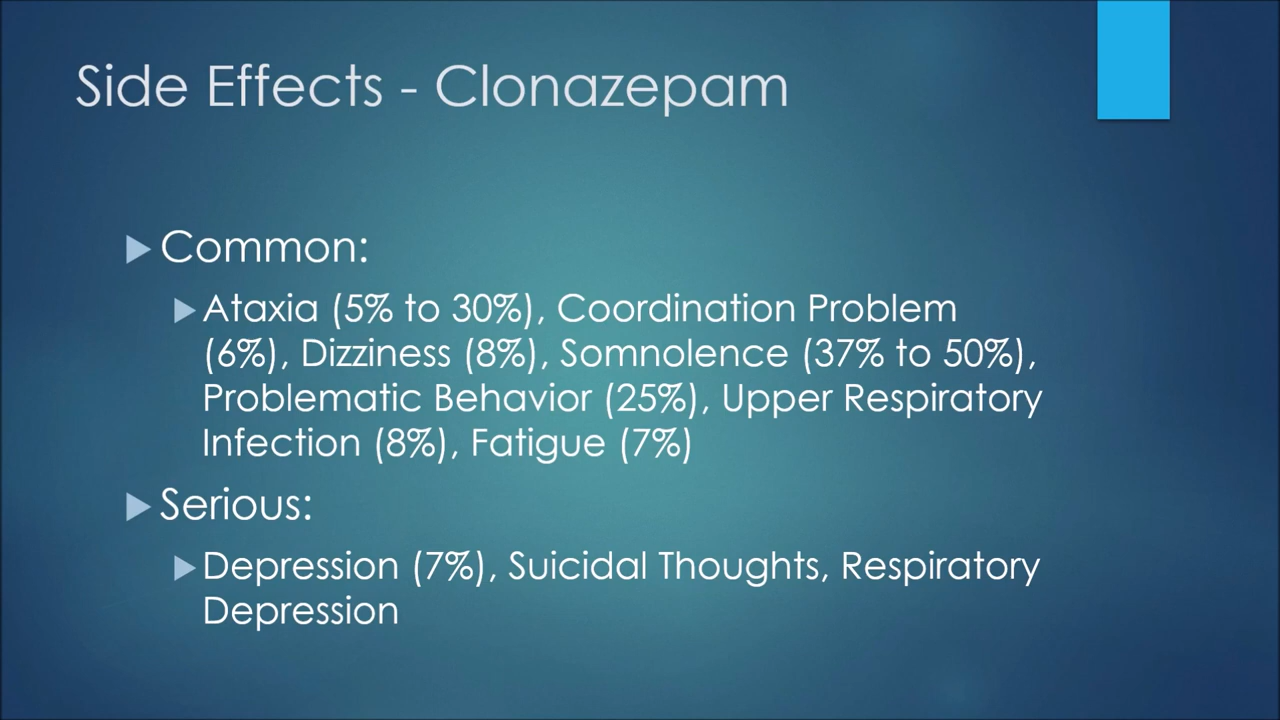 Side Effects - Clonazepam
Common:
Ataxia (5% to 30%), Coordination Problem
(6%), Dizziness (8%), Somnolence (37% to 50%),
Problematic Behavior (25%), Upper Respiratory
Infection (8%), Fatigue (7%)
Serious:
Depression (7%), Suicidal Thoughts, Respiratory
Depression